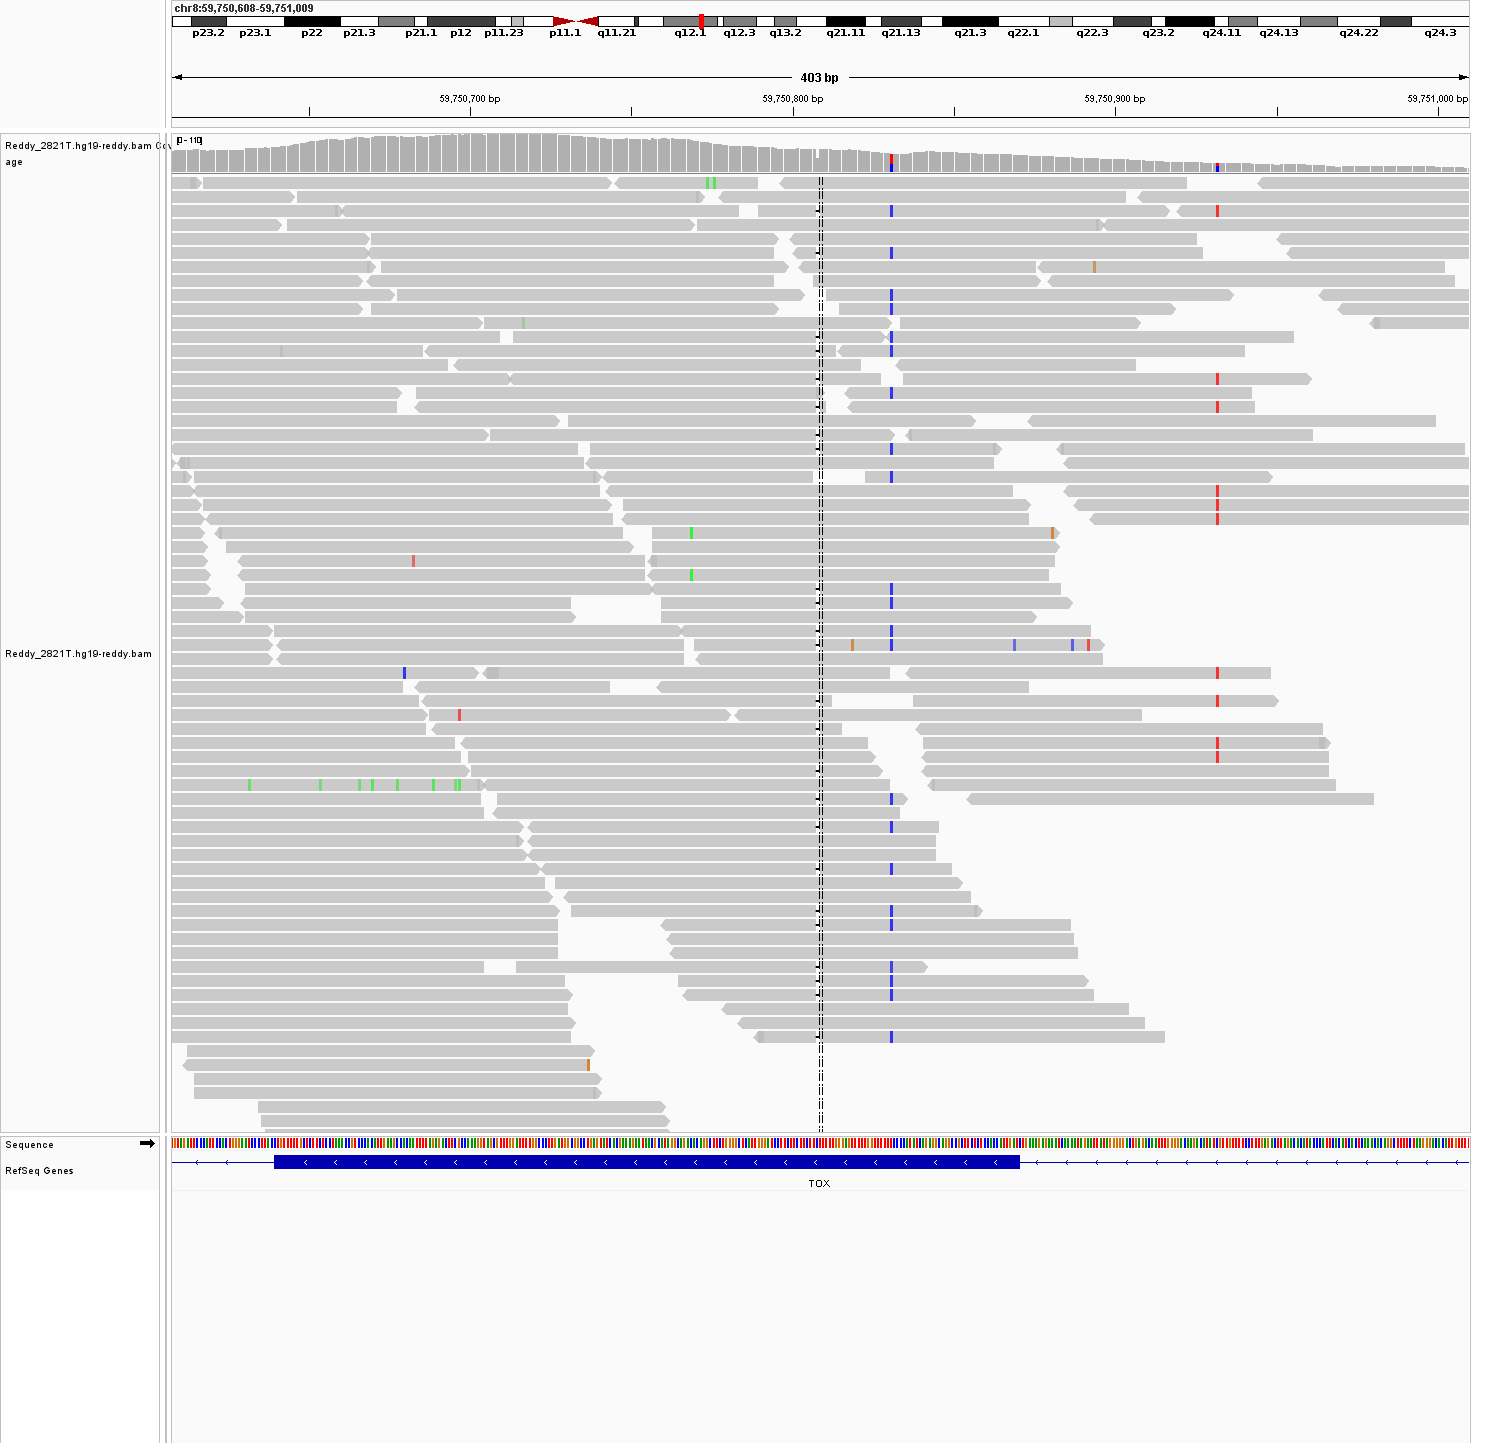 chr8:59,750,608-59,751,009
p23.2 p23.1 p22 p21.3 p21.1 p12 p11.23 p11.1 q11.21 q12.1 q12.3 q13.2 q21.11 q21.13 q21.3 q22.1 q22.3 q23.2 q24.11 q24.13 q24.22 q24.3
403 bp
59,750,700 bp 59,750,800 bp 59,750,900 bp 59,751,000 bp
[0 - 110]
Reddy_2821T.hg19-reddy.bam Cov
age
Reddy_2821T.hg19-reddy.bam
Sequence
RefSeq Genes
TOX